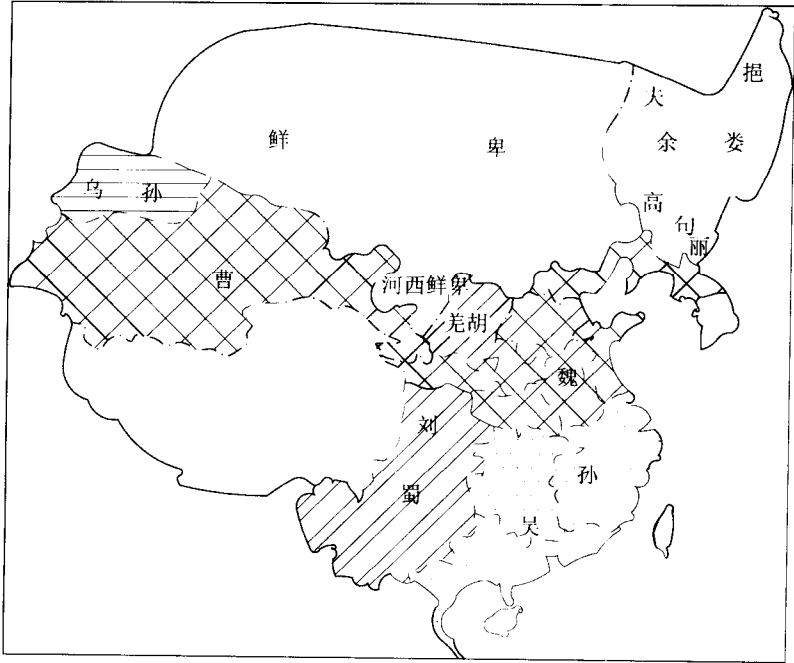 挹
夫
余 娄
鲜 卑
高
句
丽
乌 孙
曹
河西鲜卑
羌胡
魏
刘
蜀
孙
吴